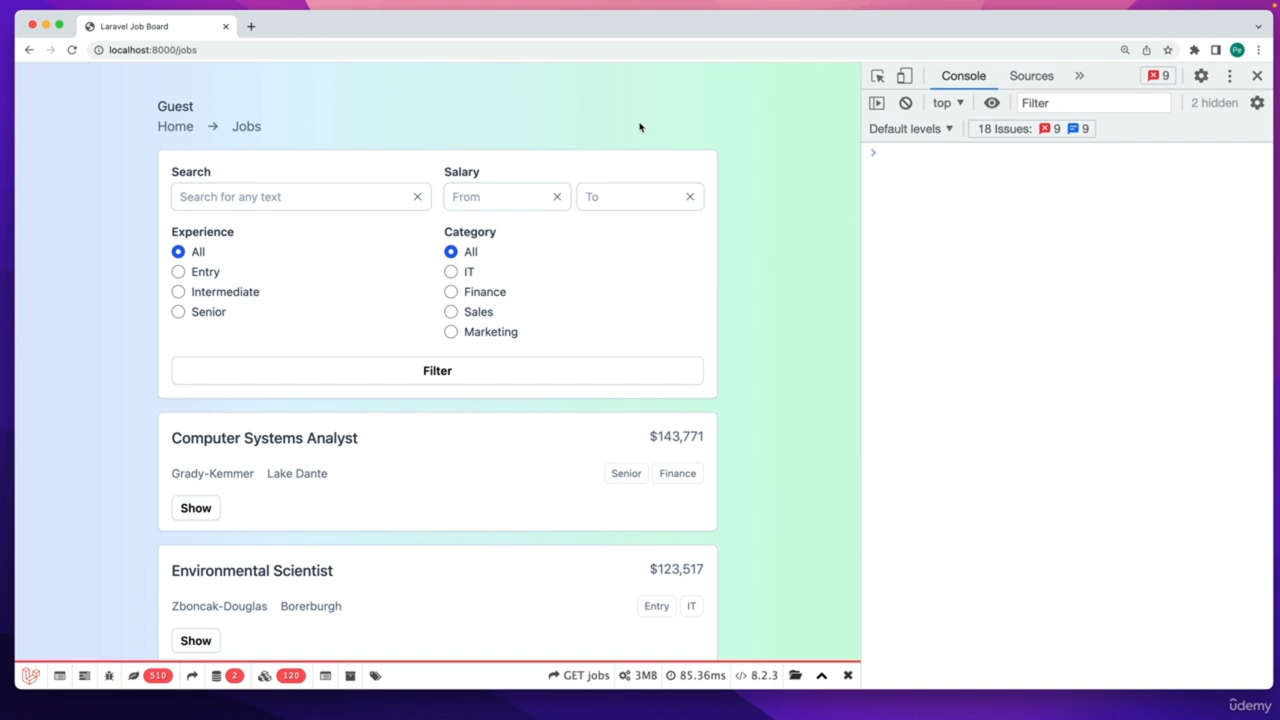 Laravel Job Board
localhost:8000/jobs
Pe
Guest
Home → Jobs
Search
Search for any text
Salary
From
To
Experience
All
Entry
Intermediate
Senior
Category
All
IT
Finance
Sales
Marketing
Filter
Computer Systems Analyst
$143,771
Grady-Kemmer Lake Dante
Senior Finance
Show
Environmental Scientist
$123,517
Zboncak-Douglas Borerburgh
Entry IT
Show
510 2 120 GET jobs 3MB 85.36ms 8.2.3
Console Sources 9
top Filter 2 hidden
Default levels 18 Issues: 9 9
ûdemy